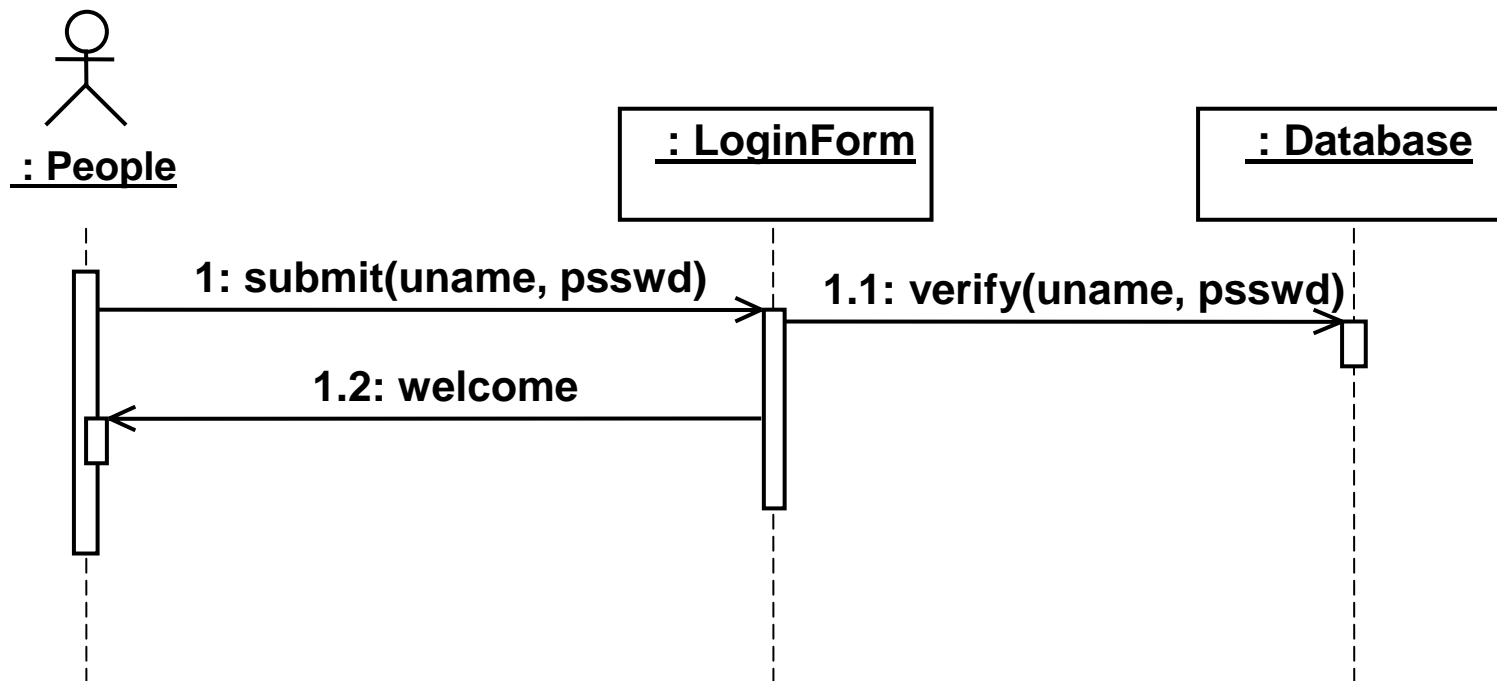 : People
: LoginForm
: Database
1: submit(uname, psswd)
1.1: verify(uname, psswd)
1.2: welcome